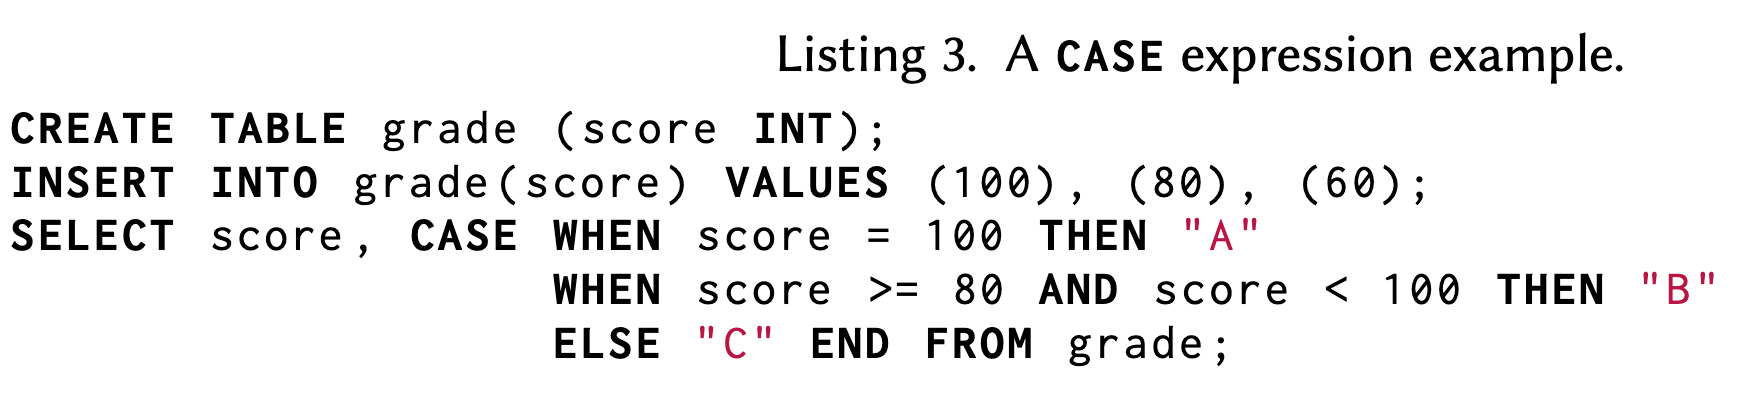 Listing 3. A CASE expression example.
CREATE TABLE grade (score INT);
INSERT INTO grade(score) VALUES (100), (80), (60);
SELECT score, CASE WHEN score = 100 THEN "A"
WHEN score >= 80 AND score < 100 THEN "B"
ELSE "C" END FROM grade;